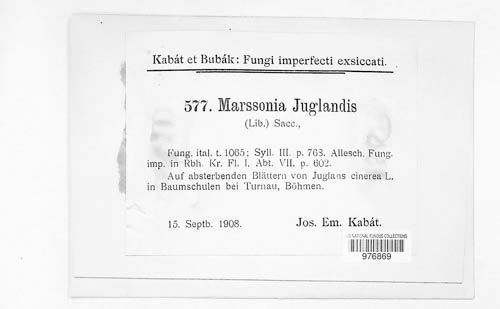 Kabát et Bubák: Fungi imperfecti exsiccati.
577. Marssonia Juglandis
(Lib.) Sacc.,
Fung. ital. t. 1065; Syll. III. p. 768. Allesch. Fung.
imp. in Rbh. Kr. Fl. I. Abt. VII. p. 602.
Auf absterbenden Blättern von Juglans cinerea L.
in Baumschulen bei Turnau, Böhmen.
15. Septb. 1908. Jos. Em. Kabát.
US NATIONAL FUNGUS COLLECTIONS
976869